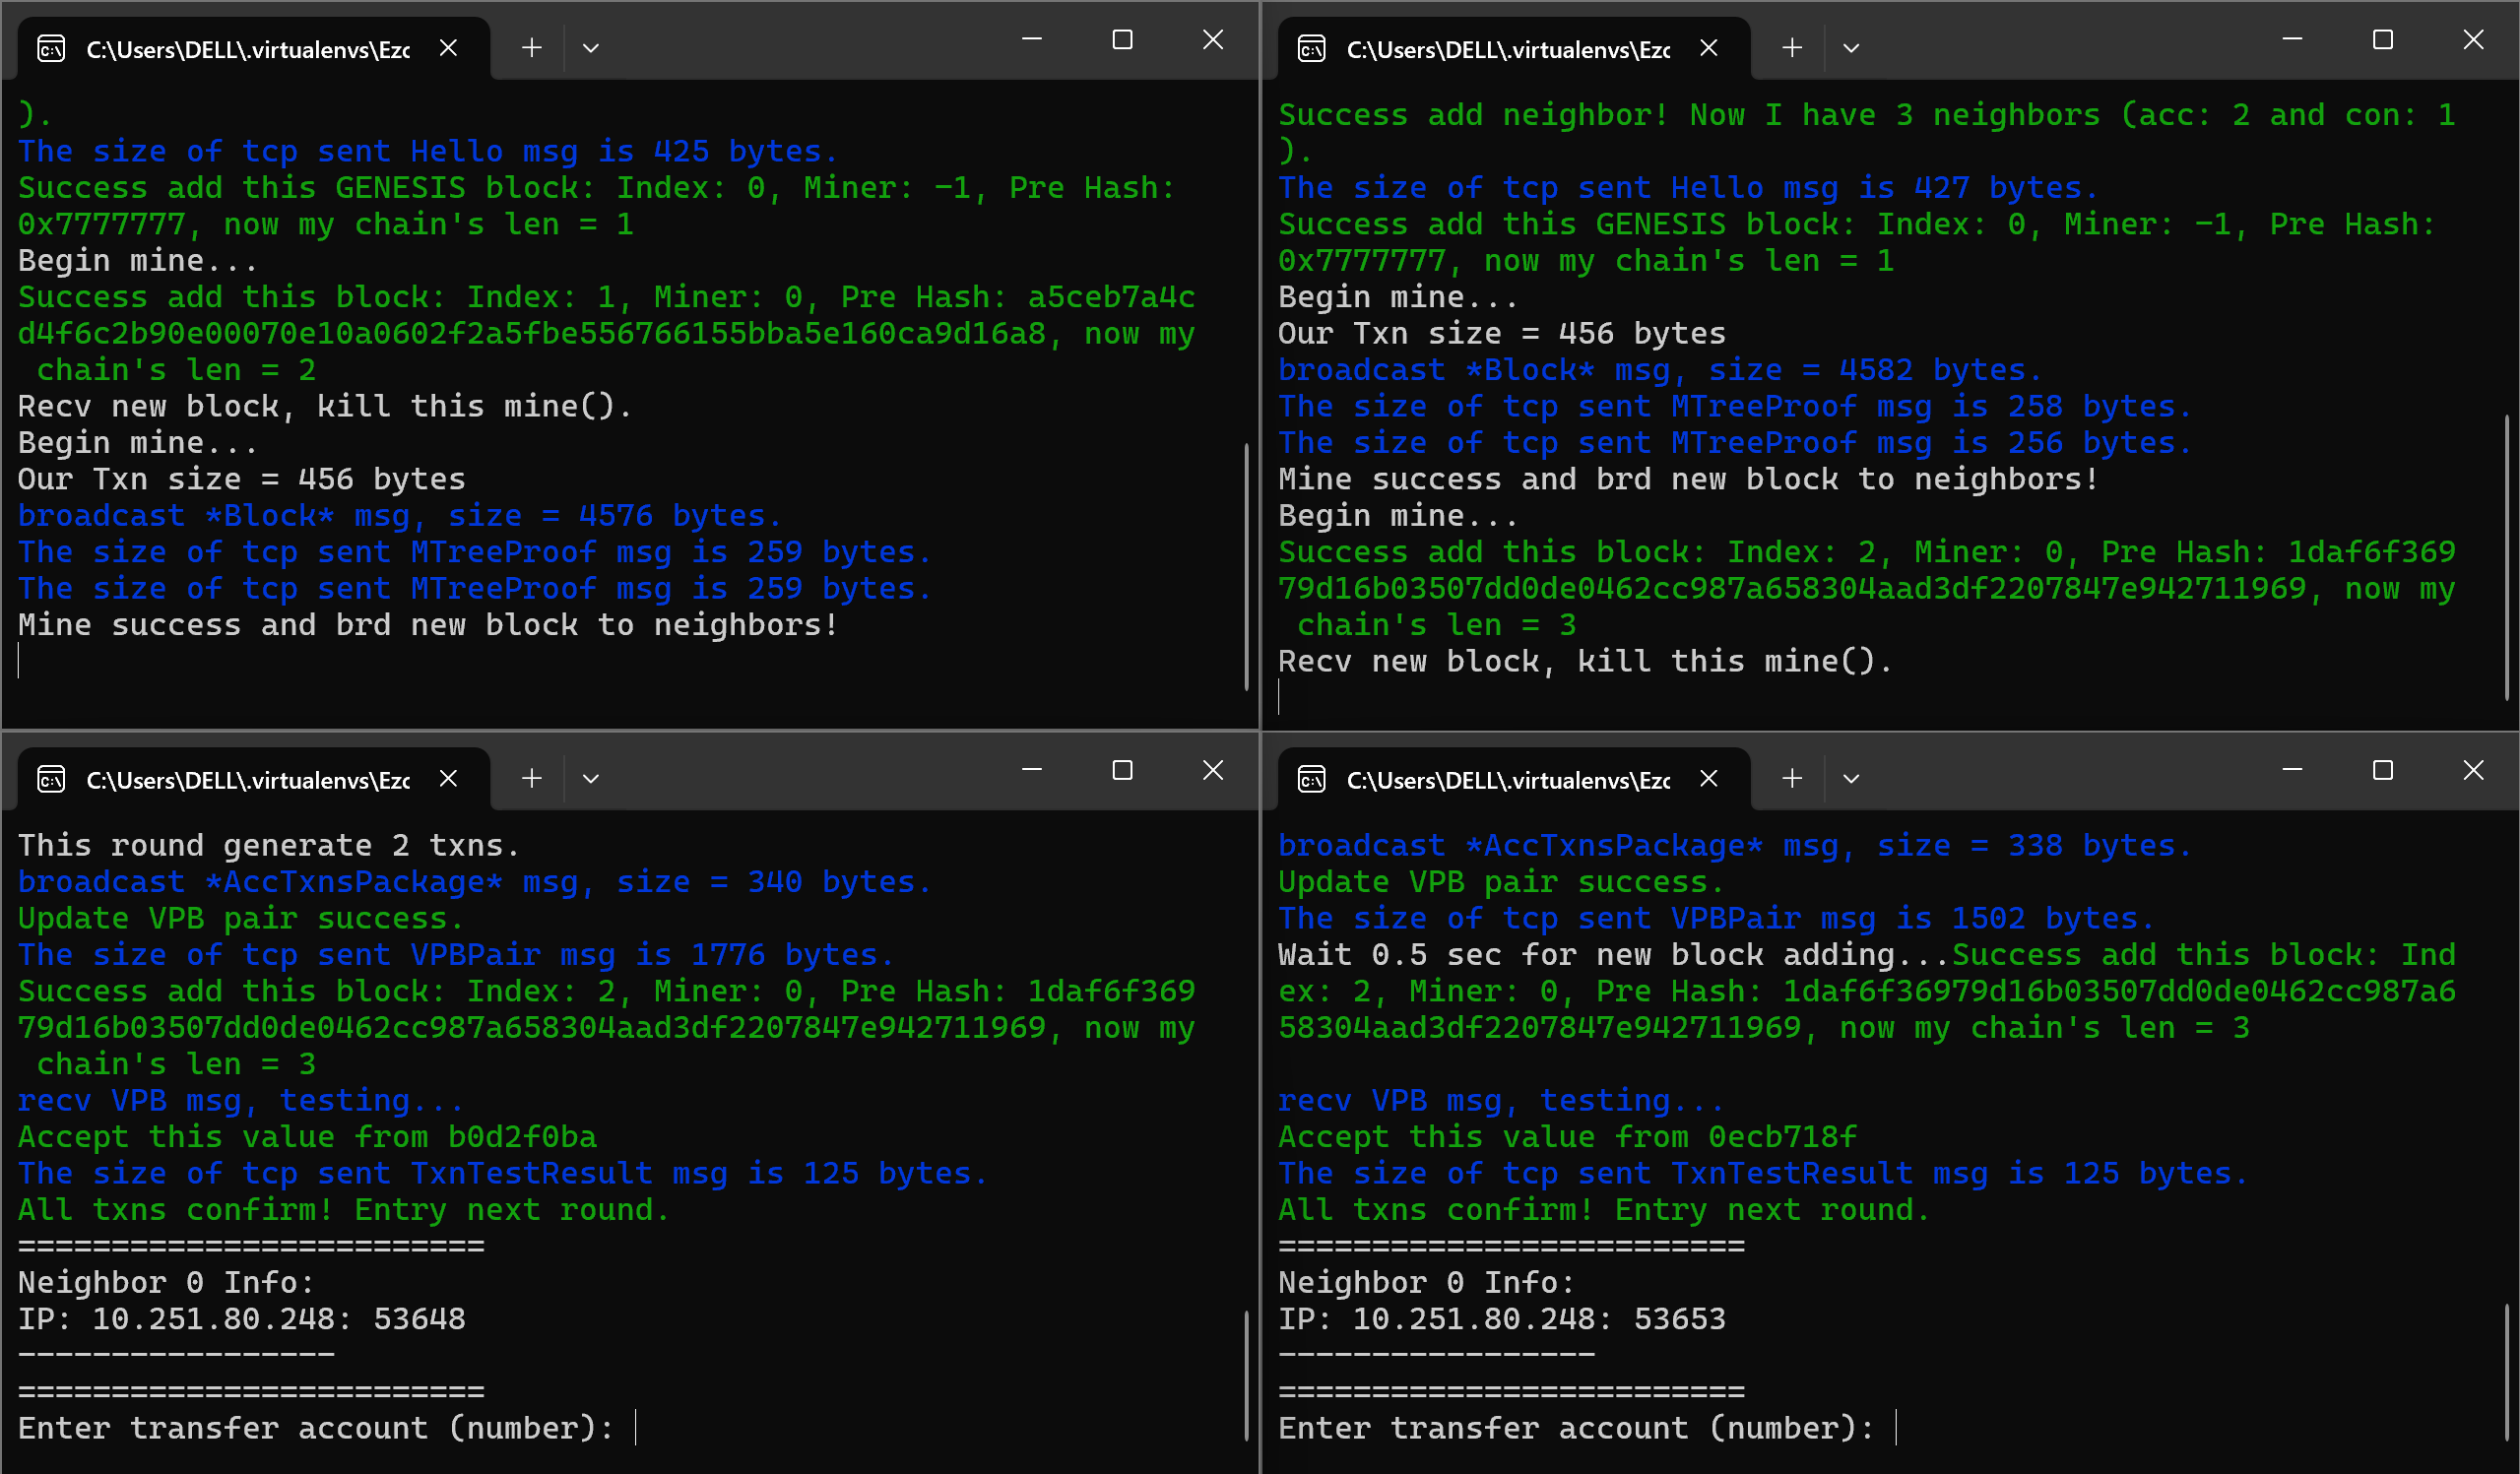 C:\Users\DELL\.virtualenvs\Ezc
).
The size of tcp sent Hello msg is 425 bytes.
Success add this GENESIS block: Index: 0, Miner: -1, Pre Hash:
0x7777777, now my chain's len = 1
Begin mine...
Success add this block: Index: 1, Miner: 0, Pre Hash: a5ceb7a4c
d4f6c2b90e00070e10a0602f2a5fbe556766155bba5e160ca9d16a8, now my
chain's len = 2
Recv new block, kill this mine().
Begin mine...
Our Txn size = 456 bytes
broadcast *Block* msg, size = 4576 bytes.
The size of tcp sent MTreeProof msg is 259 bytes.
The size of tcp sent MTreeProof msg is 259 bytes.
Mine success and brd new block to neighbors!
C:\Users\DELL\.virtualenvs\Ezc
Success add neighbor! Now I have 3 neighbors (acc: 2 and con: 1
).
The size of tcp sent Hello msg is 427 bytes.
Success add this GENESIS block: Index: 0, Miner: -1, Pre Hash:
0x7777777, now my chain's len = 1
Begin mine...
Our Txn size = 456 bytes
broadcast *Block* msg, size = 4582 bytes.
The size of tcp sent MTreeProof msg is 258 bytes.
The size of tcp sent MTreeProof msg is 256 bytes.
Mine success and brd new block to neighbors!
Begin mine...
Success add this block: Index: 2, Miner: 0, Pre Hash: 1daf6f369
79d16b03507dd0de0462cc987a658304aad3df2207847e942711969, now my
chain's len = 3
Recv new block, kill this mine().
C:\Users\DELL\.virtualenvs\Ezc
This round generate 2 txns.
broadcast *AccTxnsPackage* msg, size = 340 bytes.
Update VPB pair success.
The size of tcp sent VPBPair msg is 1776 bytes.
Success add this block: Index: 2, Miner: 0, Pre Hash: 1daf6f369
79d16b03507dd0de0462cc987a658304aad3df2207847e942711969, now my
chain's len = 3
recv VPB msg, testing...
Accept this value from b0d2f0ba
The size of tcp sent TxnTestResult msg is 125 bytes.
All txns confirm! Entry next round.
=========================
Neighbor 0 Info:
IP: 10.251.80.248: 53648
-----------------
=========================
Enter transfer account (number):
C:\Users\DELL\.virtualenvs\Ezc
broadcast *AccTxnsPackage* msg, size = 338 bytes.
Update VPB pair success.
The size of tcp sent VPBPair msg is 1502 bytes.
Wait 0.5 sec for new block adding...Success add this block: Ind
ex: 2, Miner: 0, Pre Hash: 1daf6f36979d16b03507dd0de0462cc987a6
58304aad3df2207847e942711969, now my chain's len = 3
recv VPB msg, testing...
Accept this value from 0ecb718f
The size of tcp sent TxnTestResult msg is 125 bytes.
All txns confirm! Entry next round.
=========================
Neighbor 0 Info:
IP: 10.251.80.248: 53653
-----------------
=========================
Enter transfer account (number):